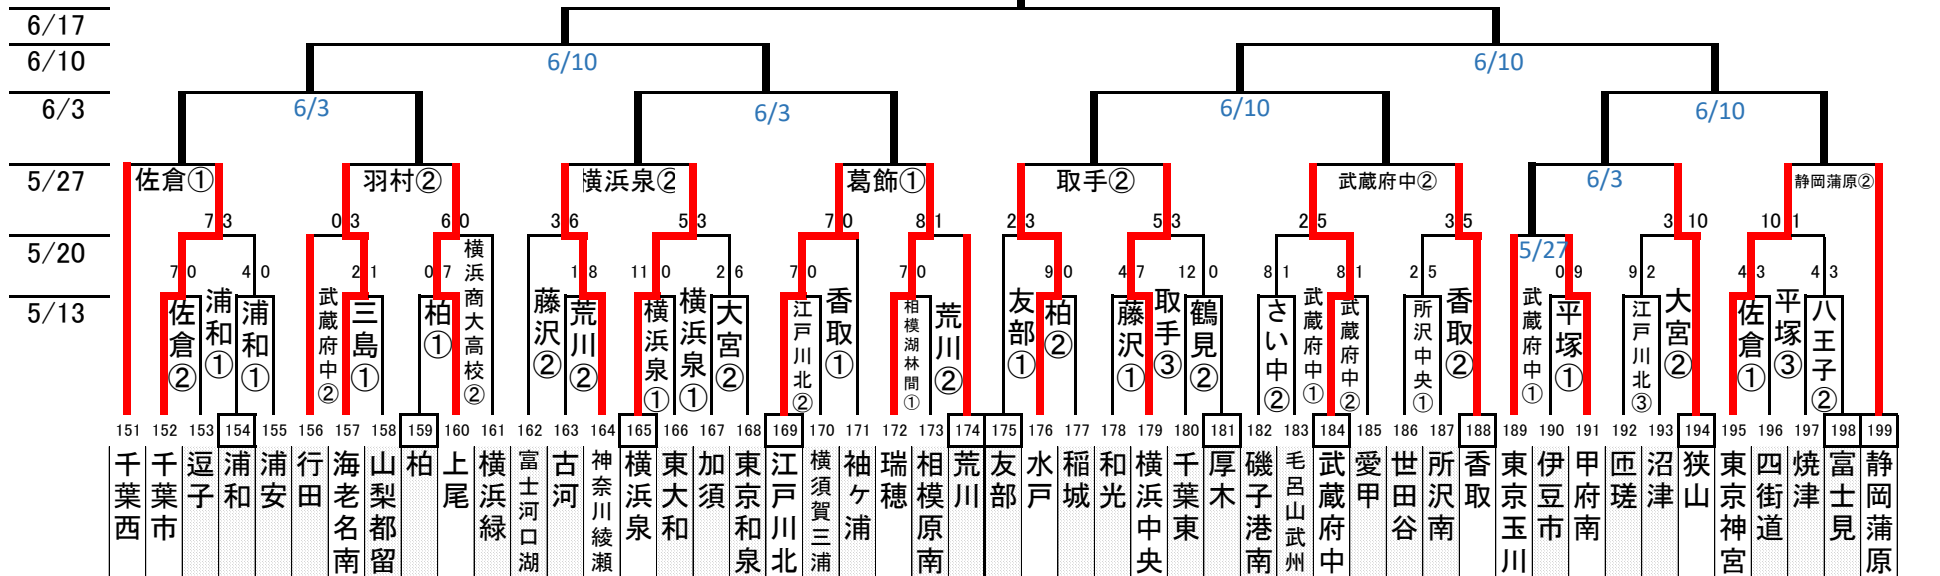 6/17
6/10
6/10
6/10
6/3
6/3
6/3
6/10
6/10
5/27
佐倉①
羽村②
横浜泉②
葛飾①
取手②
武蔵府中②
6/3
静岡蒲原②
7 3
0 3
6 0
3 6
5 3
7 0
8 1
2 3
5 3
2 5
3 5
3 10
10 1
5/20
5/27
7 0
4 0
2 1
0 7
1 8
11 0
2 6
7 0
7 0
9 0
4 7
12 0
8 1
8 1
2 5
0 9
9 2
4 3
4 3
5/13
佐倉②
浦和①
浦和①
武蔵府中②
三島①
柏①
横浜商大高校②
藤沢②
荒川②
横浜泉①
横浜泉①
大宮②
江戸川北②
香取①
相模湖林間①
荒川②
友部①
柏②
藤沢①
取手③
鶴見②
さい中②
武蔵府中①
武蔵府中②
所沢中央①
香取②
武蔵府中①
平塚①
江戸川北③
大宮②
佐倉①
平塚③
八王子②
151 152 153 154 155 156 157 158 159 160 161 162 163 164 165 166 167 168 169 170 171 172 173 174 175 176 177 178 179 180 181 182 183 184 185 186 187 188 189 190 191 192 193 194 195 196 197 198 199
千葉西
千葉市
逗子
浦和
浦安
行田
海老名南
山梨都留
柏
上尾
横浜緑
富士河口湖
古河
神奈川綾瀬
横浜泉
東大和
加須
東京和泉
江戸川北
横須賀三浦
袖ヶ浦
瑞穂
相模原南
荒川
友部
水戸
稲城
和光
横浜中央
千葉東
厚木
磯子港南
毛呂山武州
武蔵府中
愛甲
世田谷
所沢南
香取
東京玉川
伊豆市
甲府南
匝瑳
沼津
狭山
東京神宮
四街道
焼津
富士見
静岡蒲原